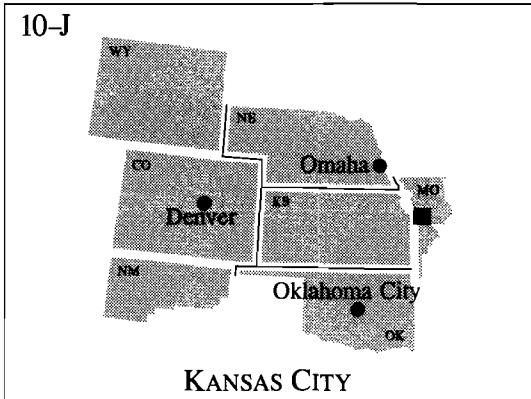 10–J
WY
NE
Omaha
CO
MO
KS
Denver
NM
Oklahoma City
OK
KANSAS CITY